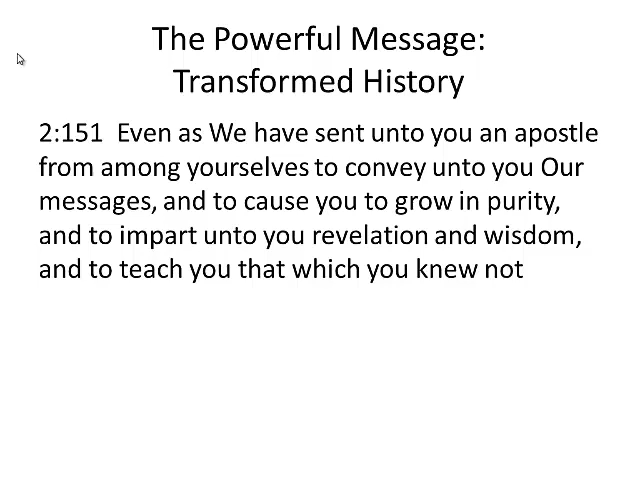 The Powerful Message:
Transformed History
2:151 Even as We have sent unto you an apostle
from among yourselves to convey unto you Our
messages, and to cause you to grow in purity,
and to impart unto you revelation and wisdom,
and to teach you that which you knew not